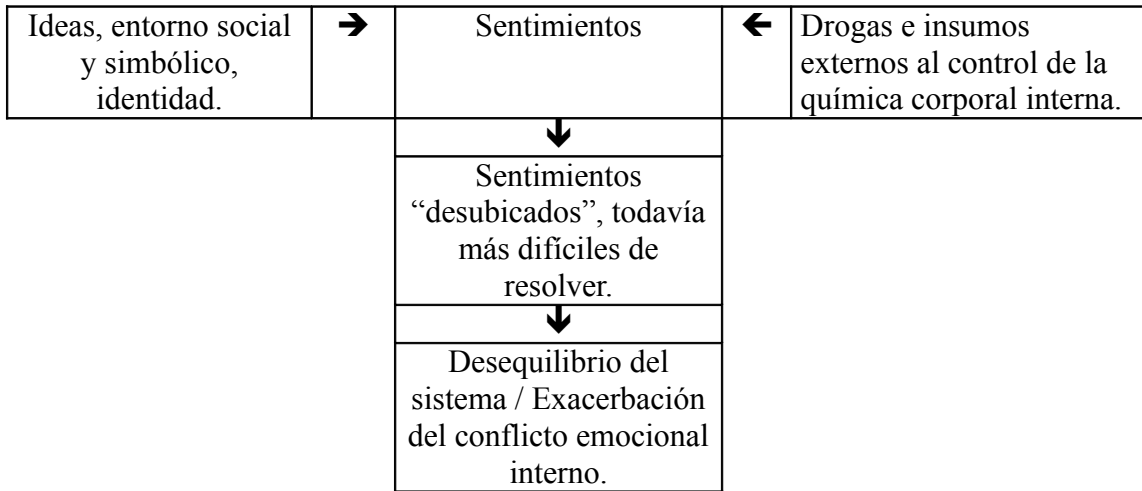 Ideas, entorno social
y simbólico,
identidad.
➔
Sentimientos
←
Drogas e insumos
externos al control de la
química corporal interna.
↓
Sentimientos
“desubicados”, todavía
más difíciles de
resolver.
↓
Desequilibrio del
sistema / Exacerbación
del conflicto emocional
interno.